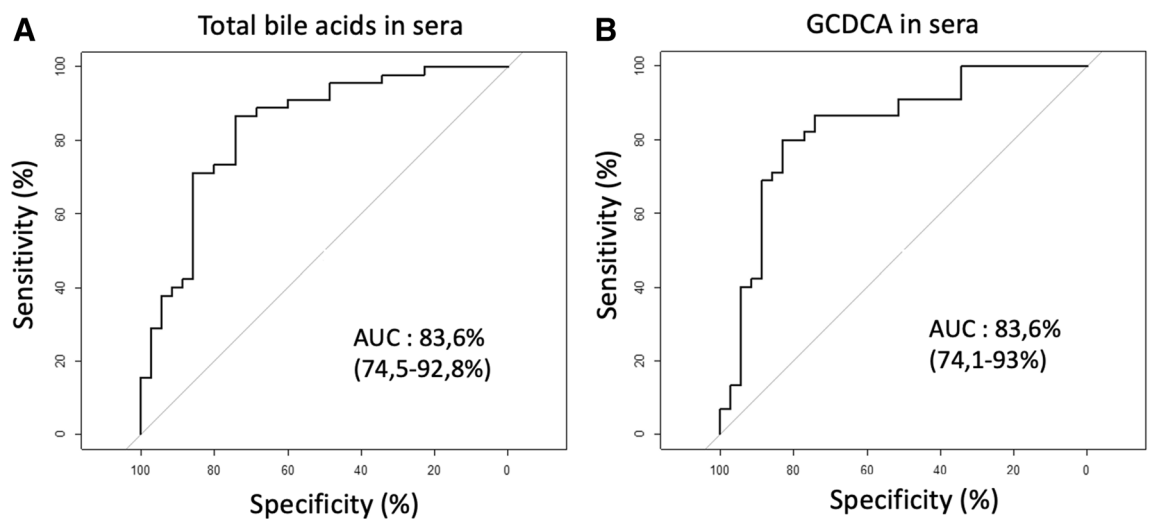 A
Total bile acids in sera
Sensitivity (%)
100
80
60
40
20
0
AUC : 83,6%
(74,5-92,8%)
100 80 60 40 20 0
Specificity (%)
B
GCDCA in sera
Sensitivity (%)
100
80
60
40
20
0
AUC : 83,6%
(74,1-93%)
100 80 60 40 20 0
Specificity (%)